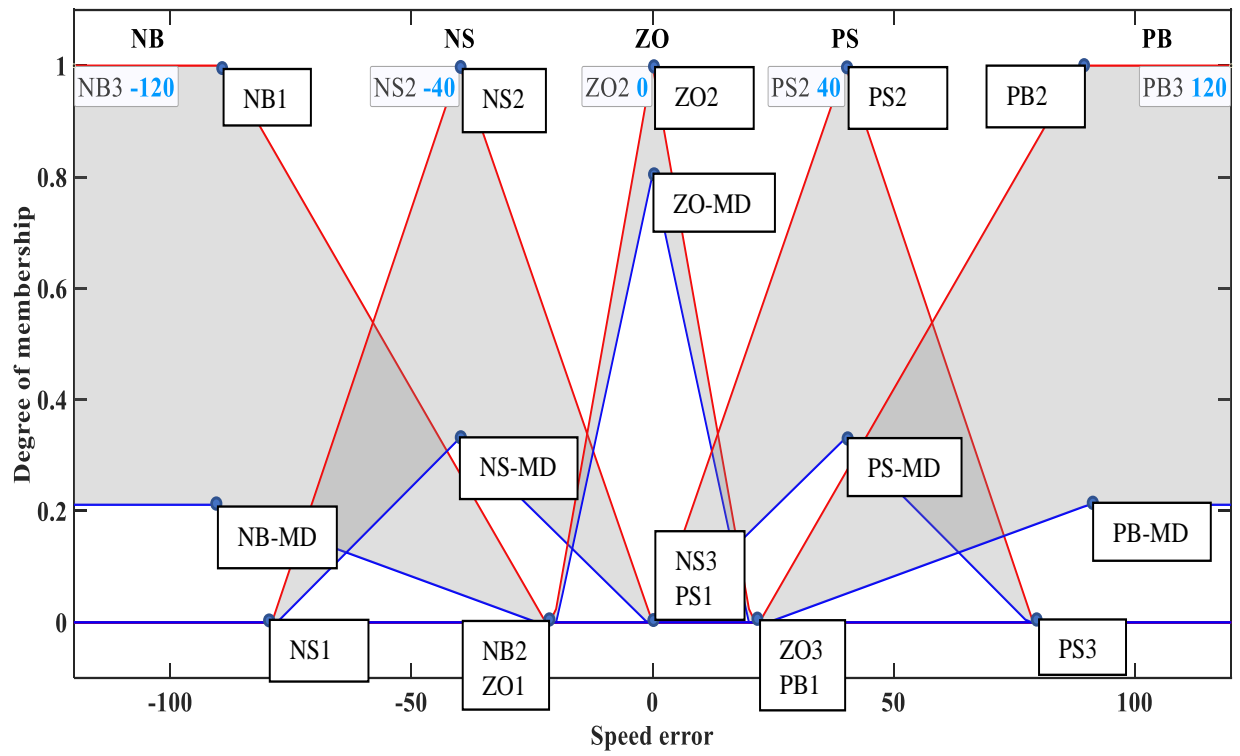 NB NS ZO PS PB
1
NB3 -120
NB1
NS2 -40
NS2
ZO2 0
ZO2
PS2 40
PS2
PB2
PB3 120
0.8
ZO-MD
0.6
0.4
NS-MD
PS-MD
0.2
NB-MD
PB-MD
NS3
PS1
0
NS1
NB2
ZO1
ZO3
PB1
PS3
-100 -50 0 50 100
Speed error
Degree of membership